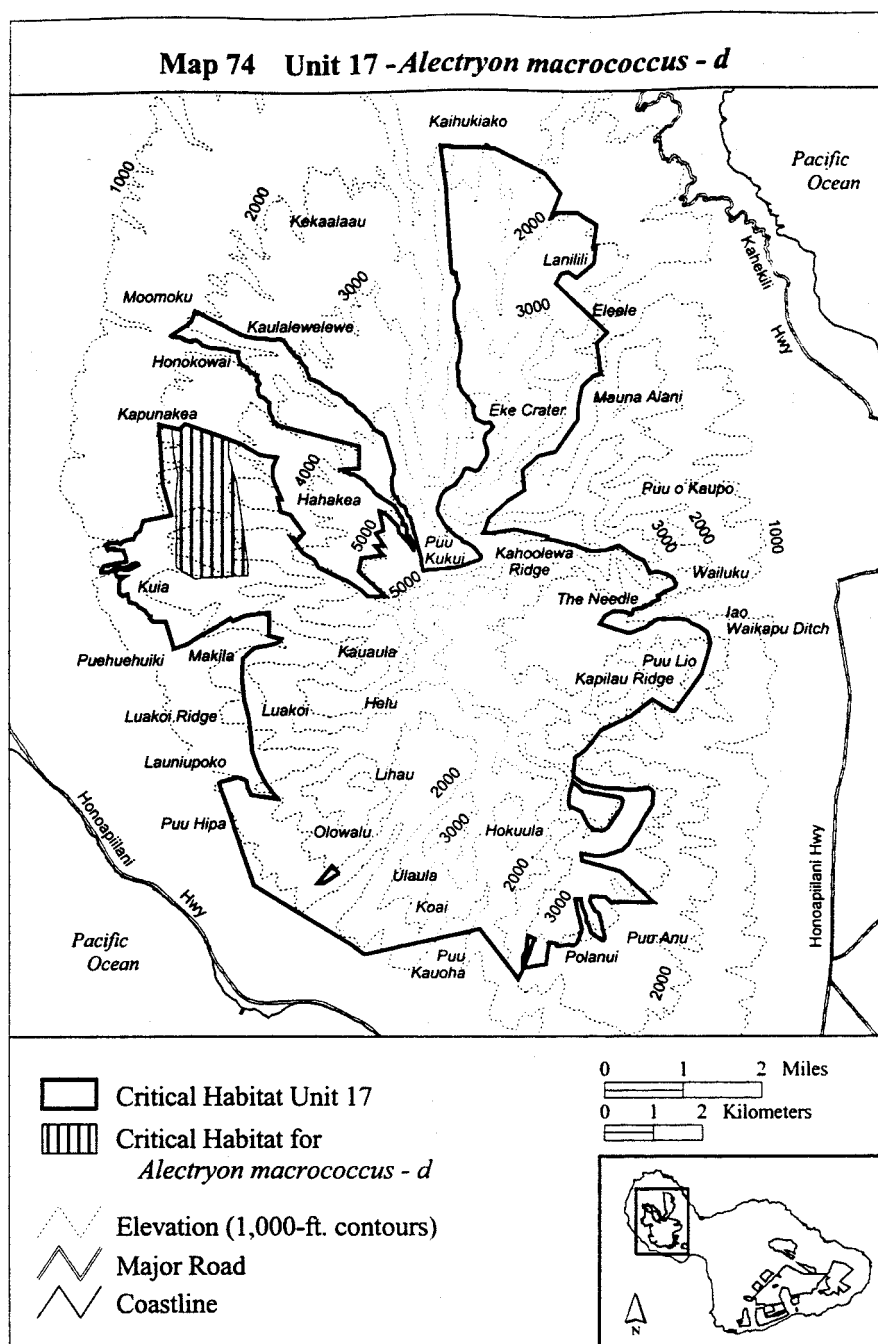 Map 74 Unit 17 - Alectryon macrococcus - d
Kaihukiako
Pacific
Ocean
1000
2000
Kekaalaau
2000
Lanilili
Kahekili
Hwy
3000
Moomoku
3000
Eleele
Kaulalewelewe
Honokowai
Kapunakea
Eke Crater
Mauna Alani
4000
Hahakea
Puu o Kaupo
5000
3000
2000
1000
Puu
Kukui
Kahoolewa
Ridge
Wailuku
5000
Kuia
The Needle
Iao
Waikapu Ditch
Puehuehuiki
Makila
Kauaula
Puu Lio
Kapilau Ridge
Luakoi Ridge
Luakoi
Helu
Launiupoko
Lihau
2000
Honoapiilani
Hwy
Puu Hipa
Olowalu
3000
Hokuula
Ulaula
2000
Koai
3000
Honoapiilani Hwy
Pacific
Ocean
Puu
Kauoha
Polanui
Puu Anu
2000
Critical Habitat Unit 17
Critical Habitat for
Alectryon macrococcus - d
Elevation (1,000-ft. contours)
Major Road
Coastline
0 1 2 Miles
0 1 2 Kilometers
N